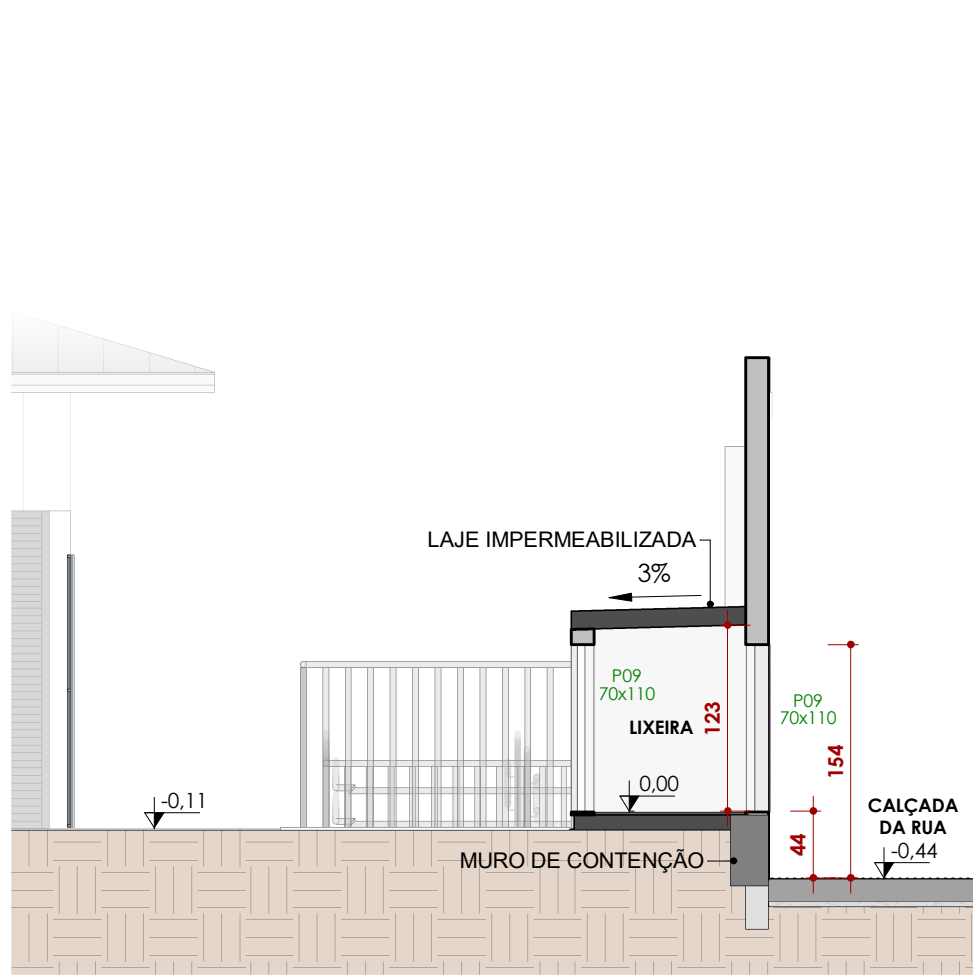 LAJE IMPERMEABILIZADA
3%
P09
70x110
LIXEIRA
123
P09
70x110
154
0,00
-0,11
44
CALÇADA
DA RUA
-0,44
MURO DE CONTENÇÃO